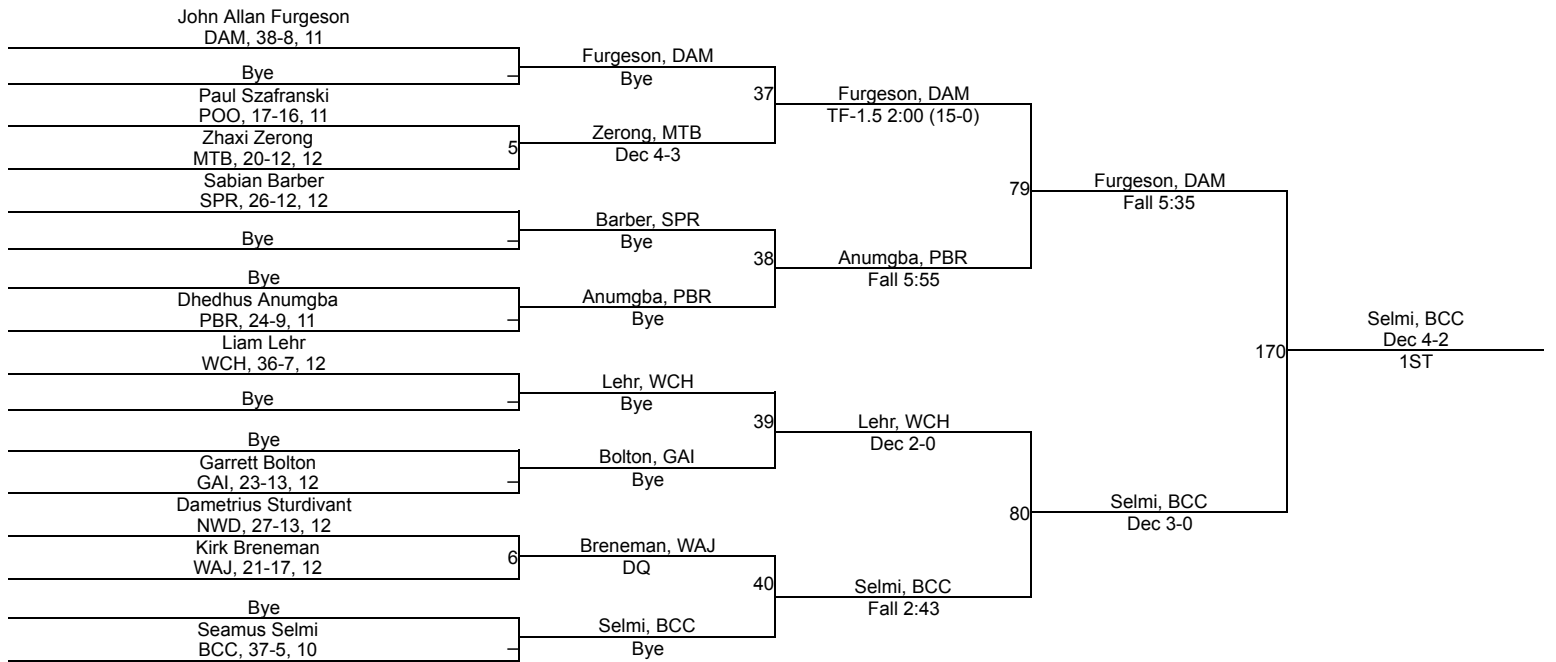 John Allan Furgeson
DAM, 38-8, 11
Bye
–
Paul Szafranski
POO, 17-16, 11
Zhaxi Zerong
MTB, 20-12, 12
5
Sabian Barber
SPR, 26-12, 12
Bye
–
Bye
Dhedhus Anumgba
PBR, 24-9, 11
–
Liam Lehr
WCH, 36-7, 12
Bye
–
Bye
Garrett Bolton
GAI, 23-13, 12
–
Dametrius Sturdivant
NWD, 27-13, 12
Kirk Breneman
WAJ, 21-17, 12
6
Bye
Seamus Selmi
BCC, 37-5, 10
–
Furgeson, DAM
Bye
37
Zerong, MTB
Dec 4-3
Barber, SPR
Bye
38
Anumgba, PBR
Bye
Lehr, WCH
Bye
39
Bolton, GAI
Bye
Breneman, WAJ
DQ
40
Selmi, BCC
Bye
Furgeson, DAM
TF-1.5 2:00 (15-0)
79
Anumgba, PBR
Fall 5:55
Lehr, WCH
Dec 2-0
80
Selmi, BCC
Fall 2:43
Furgeson, DAM
Fall 5:35
170
Selmi, BCC
Dec 3-0
Selmi, BCC
Dec 4-2
1ST